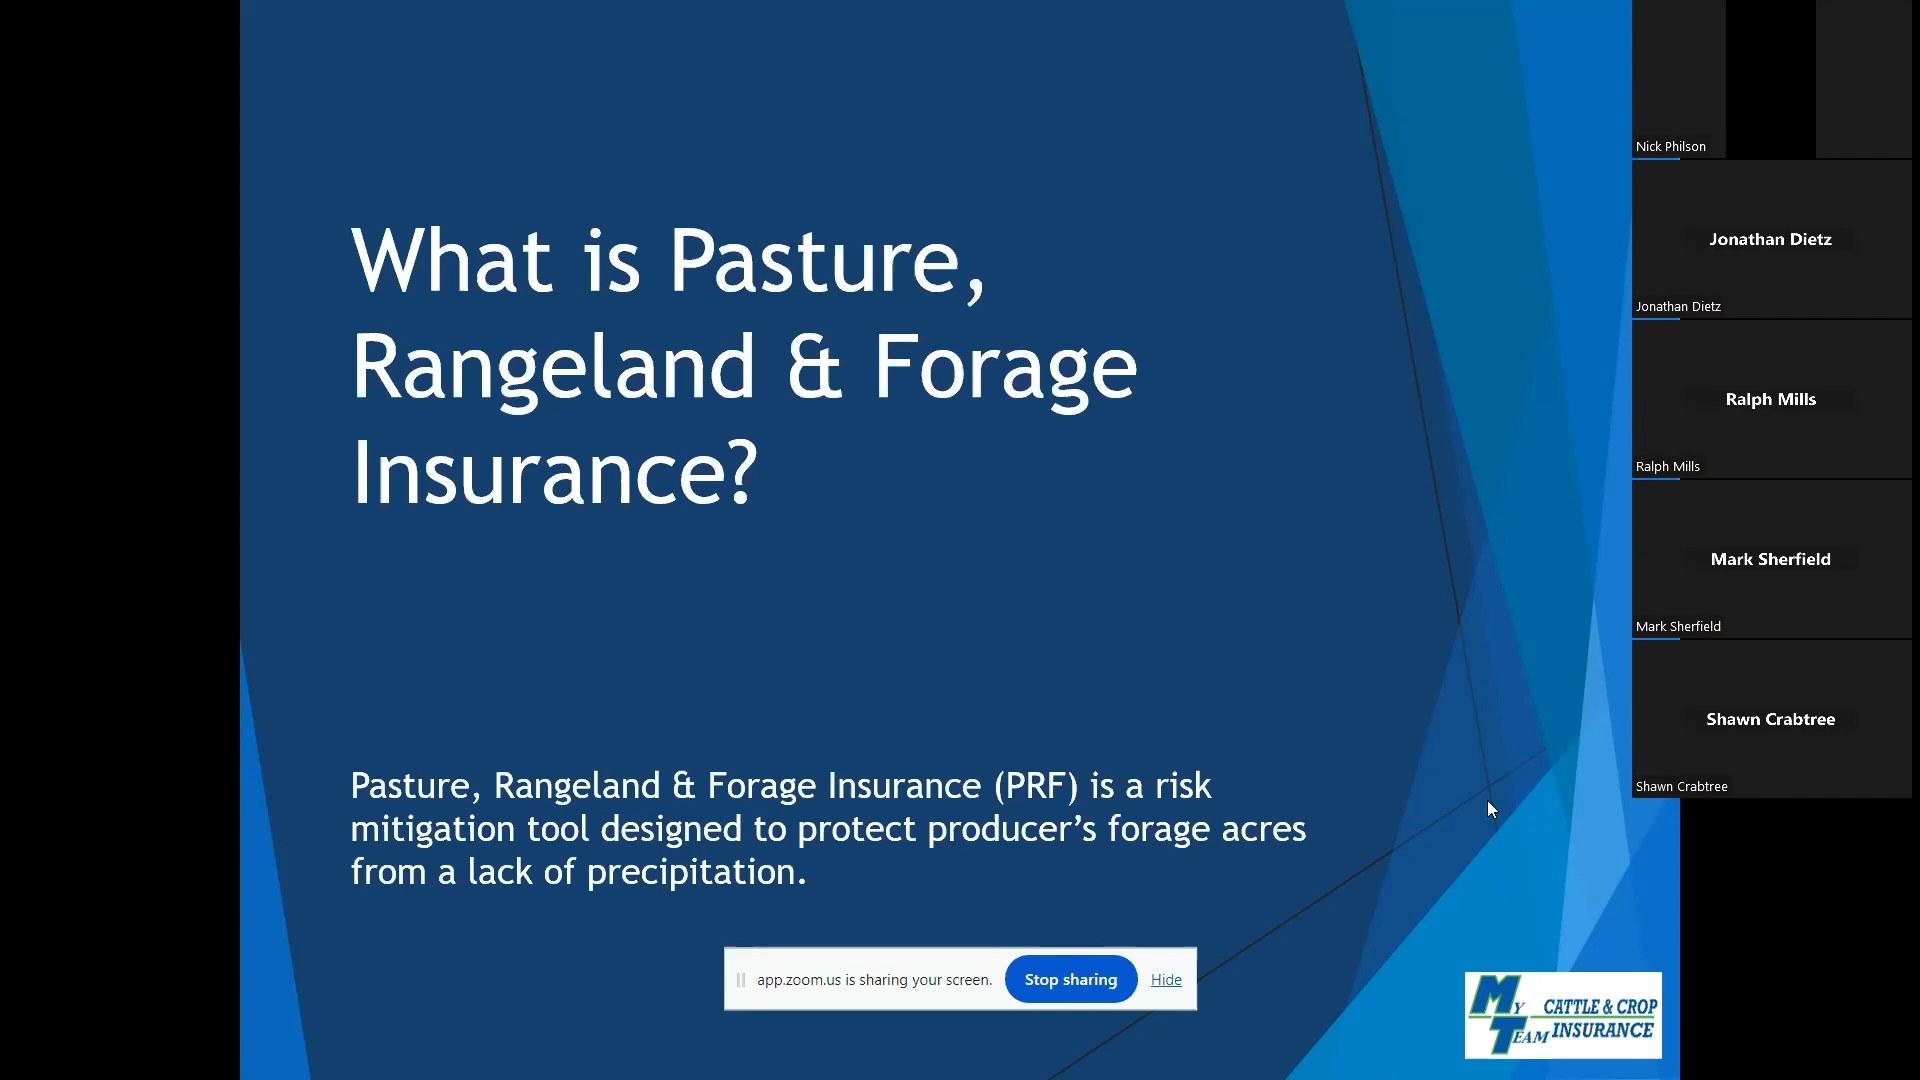 What is Pasture,
Rangeland & Forage
Insurance?
Pasture, Rangeland & Forage Insurance (PRF) is a risk
mitigation tool designed to protect producer’s forage acres
from a lack of precipitation.
app.zoom.us is sharing your screen.
Stop sharing
Hide
MY
TEAM
CATTLE & CROP
INSURANCE
Nick Philson
Jonathan Dietz
Jonathan Dietz
Ralph Mills
Ralph Mills
Mark Sherfield
Mark Sherfield
Shawn Crabtree
Shawn Crabtree